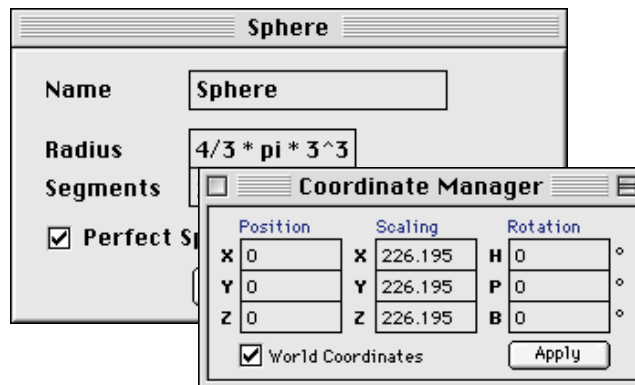 Sphere
Name Sphere
Radius 4/3 * pi * 3^3
Segments
Perfect
Coordinate Manager
Position Scaling Rotation
X 0 X 226.195 H 0 °
Y 0 Y 226.195 P 0 °
Z 0 Z 226.195 B 0 °
World Coordinates Apply